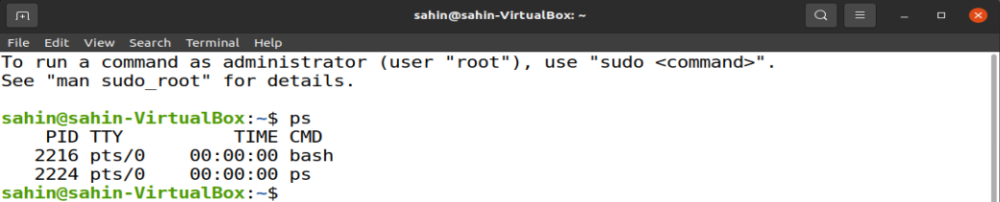 sahin@sahin-VirtualBox: ~
File Edit View Search Terminal Help
To run a command as administrator (user "root"), use "sudo <command>".
See "man sudo_root" for details.
sahin@sahin-VirtualBox:~$ ps
    PID TTY          TIME CMD
   2216 pts/0    00:00:00 bash
   2224 pts/0    00:00:00 ps
sahin@sahin-VirtualBox:~$